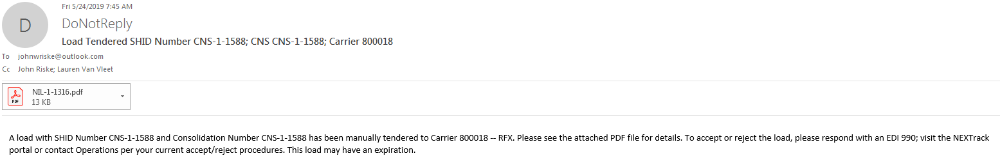 Fri 5/24/2019 7:45 AM
D
DoNotReply
Load Tendered SHID Number CNS-1-1588; CNS CNS-1-1588; Carrier 800018
To johnwriske@outlook.com
Cc John Riske; Lauren Van Vleet
NIL-1-1316.pdf
PDF
13 KB
A load with SHID Number CNS-1-1588 and Consolidation Number CNS-1-1588 has been manually tendered to Carrier 800018 -- RFX. Please see the attached PDF file for details. To accept or reject the load, please respond with an EDI 990; visit the NEXTrack
portal or contact Operations per your current accept/reject procedures. This load may have an expiration.